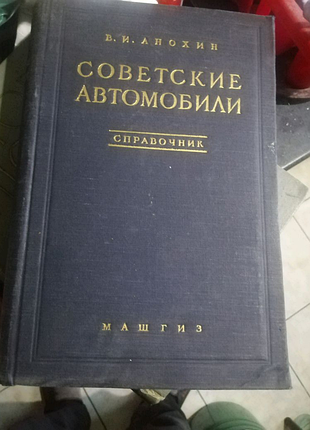 В. И. АНОХИН
СОВЕТСКИЕ
АВТОМОБИЛИ
СПРАВОЧНИК
МАШГИЗ